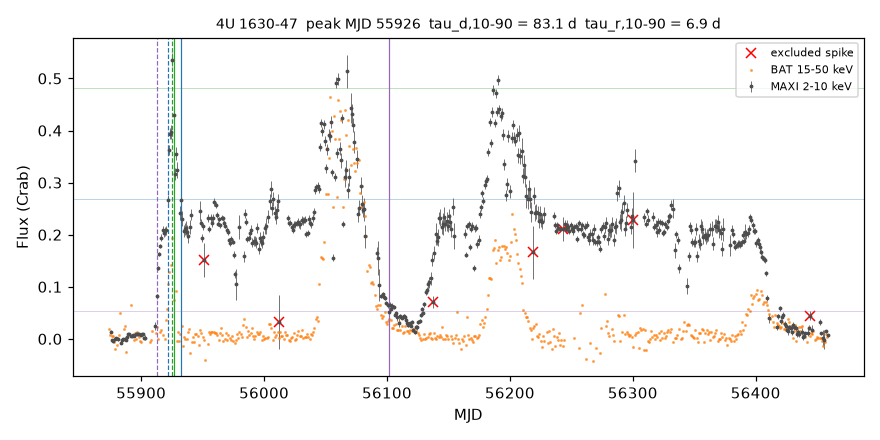 4U 1630-47  peak MJD 55926  tau_d,10-90 = 83.1 d  tau_r,10-90 = 6.9 d
excluded spike
BAT 15-50 keV
MAXI 2-10 keV
Flux (Crab)
0.5
0.4
0.3
0.2
0.1
0.0
55900 56000 56100 56200 56300 56400
MJD